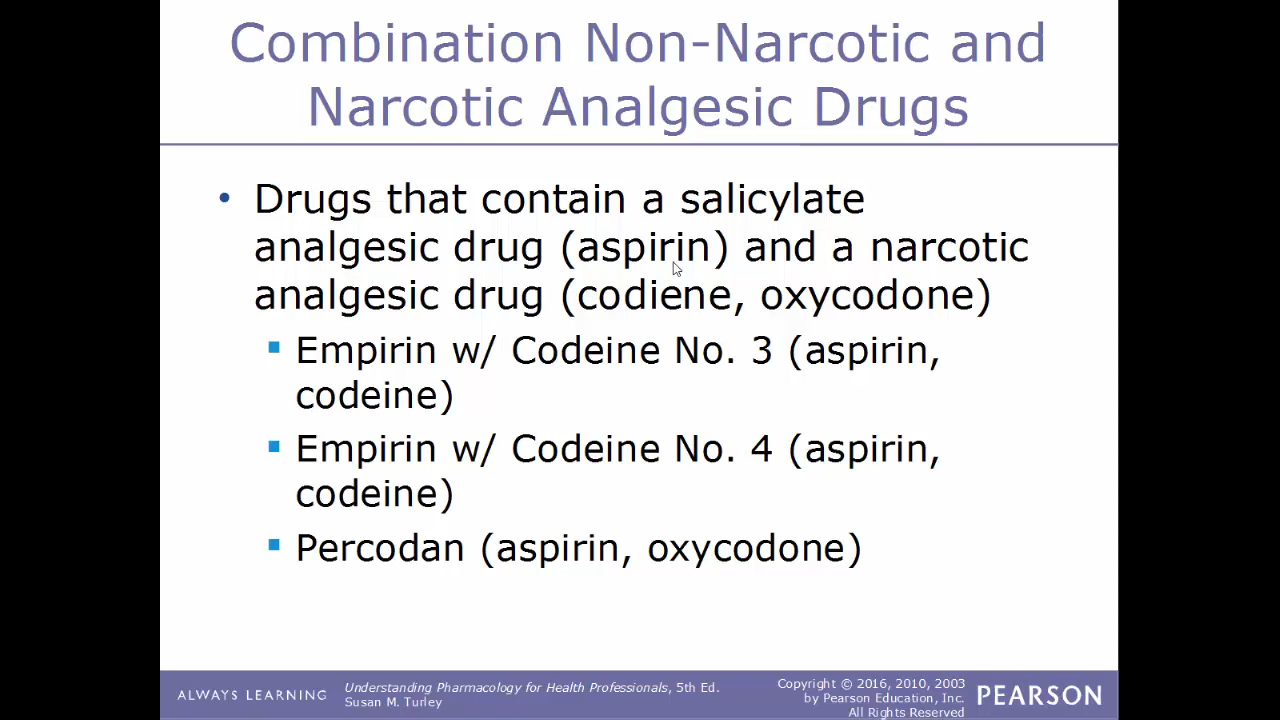 Combination Non-Narcotic and
Narcotic Analgesic Drugs
• Drugs that contain a salicylate
analgesic drug (aspirin) and a narcotic
analgesic drug (codiene, oxycodone)
▪ Empirin w/ Codeine No. 3 (aspirin,
codeine)
▪ Empirin w/ Codeine No. 4 (aspirin,
codeine)
▪ Percodan (aspirin, oxycodone)
ALWAYS LEARNING
Understanding Pharmacology for Health Professionals, 5th Ed.
Susan M. Turley
Copyright © 2016, 2010, 2003
by Pearson Education, Inc.
All Rights Reserved
PEARSON